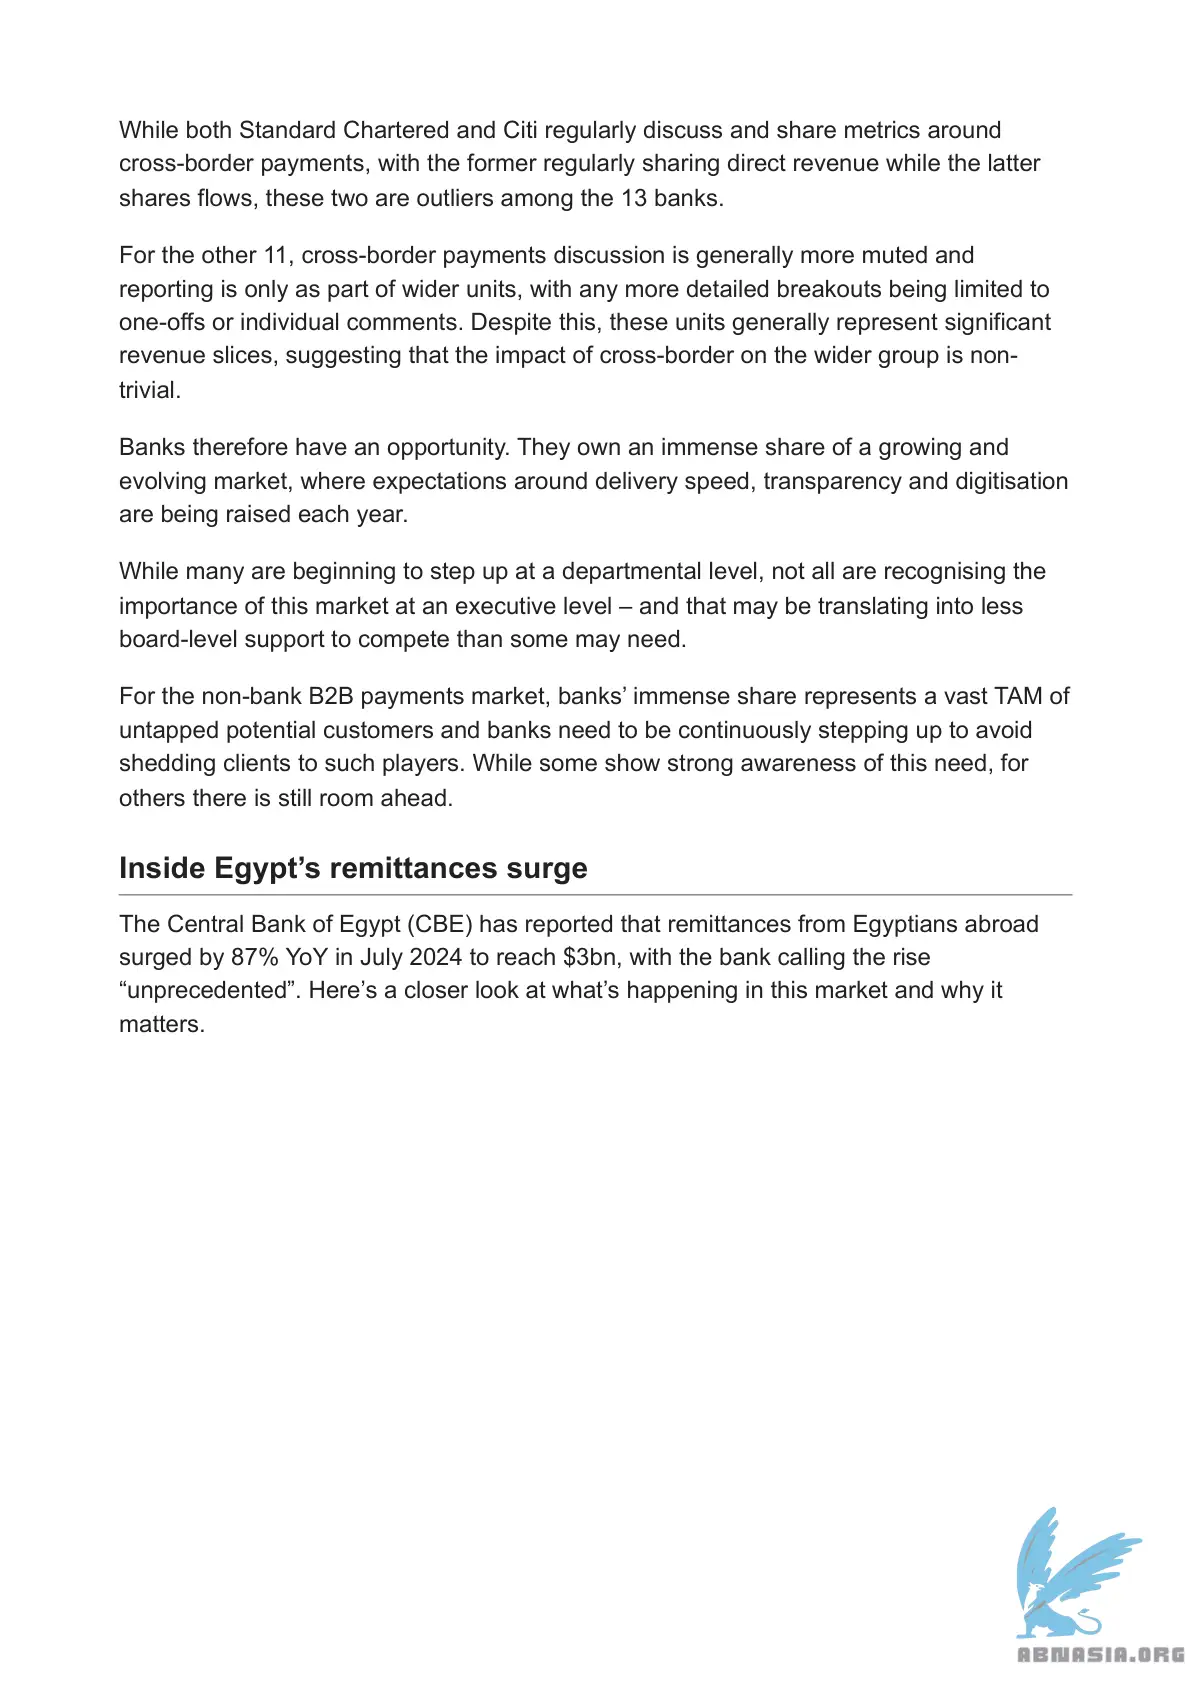 While both Standard Chartered and Citi regularly discuss and share metrics around
cross-border payments, with the former regularly sharing direct revenue while the latter
shares flows, these two are outliers among the 13 banks.
For the other 11, cross-border payments discussion is generally more muted and
reporting is only as part of wider units, with any more detailed breakouts being limited to
one-offs or individual comments. Despite this, these units generally represent significant
revenue slices, suggesting that the impact of cross-border on the wider group is non-
trivial.
Banks therefore have an opportunity. They own an immense share of a growing and
evolving market, where expectations around delivery speed, transparency and digitisation
are being raised each year.
While many are beginning to step up at a departmental level, not all are recognising the
importance of this market at an executive level – and that may be translating into less
board-level support to compete than some may need.
For the non-bank B2B payments market, banks’ immense share represents a vast TAM of
untapped potential customers and banks need to be continuously stepping up to avoid
shedding clients to such players. While some show strong awareness of this need, for
others there is still room ahead.
Inside Egypt’s remittances surge
The Central Bank of Egypt (CBE) has reported that remittances from Egyptians abroad
surged by 87% YoY in July 2024 to reach $3bn, with the bank calling the rise
“unprecedented”. Here’s a closer look at what’s happening in this market and why it
matters.
ABNASIA.ORG